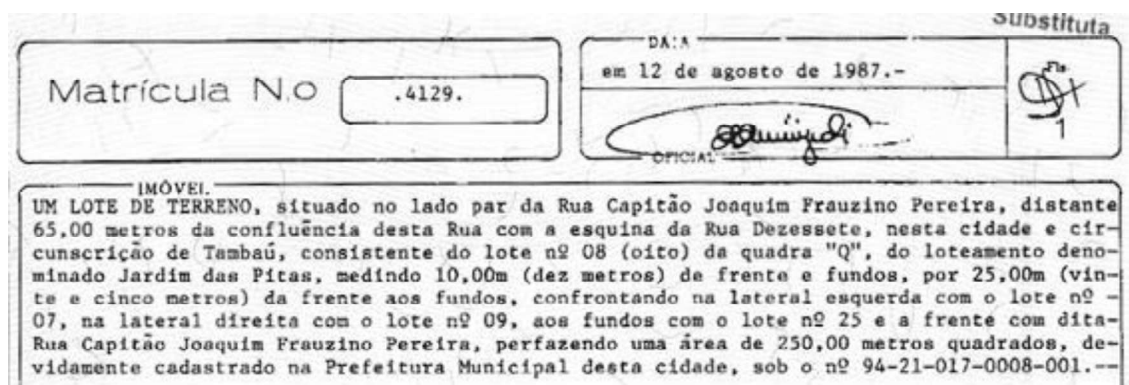 Substituta
Matrícula N.o .4129.
DATA
em 12 de agosto de 1987.-
OFICIAL
Fls.
1
IMÓVEL
UM LOTE DE TERRENO, situado no lado par da Rua Capitão Joaquim Frauzino Pereira, distante
65,00 metros da confluência desta Rua com a esquina da Rua Dezessete, nesta cidade e cir-
cunscrição de Tambaú, consistente do lote nº 08 (oito) da quadra "Q", do loteamento deno-
minado Jardim das Pitas, medindo 10,00m (dez metros) de frente e fundos, por 25,00m (vin-
te e cinco metros) da frente aos fundos, confrontando na lateral esquerda com o lote nº -
07, na lateral direita com o lote nº 09, aos fundos com o lote nº 25 e a frente com dita-
Rua Capitão Joaquim Frauzino Pereira, perfazendo uma área de 250,00 metros quadrados, de-
vidamente cadastrado na Prefeitura Municipal desta cidade, sob o nº 94-21-017-0008-001.--